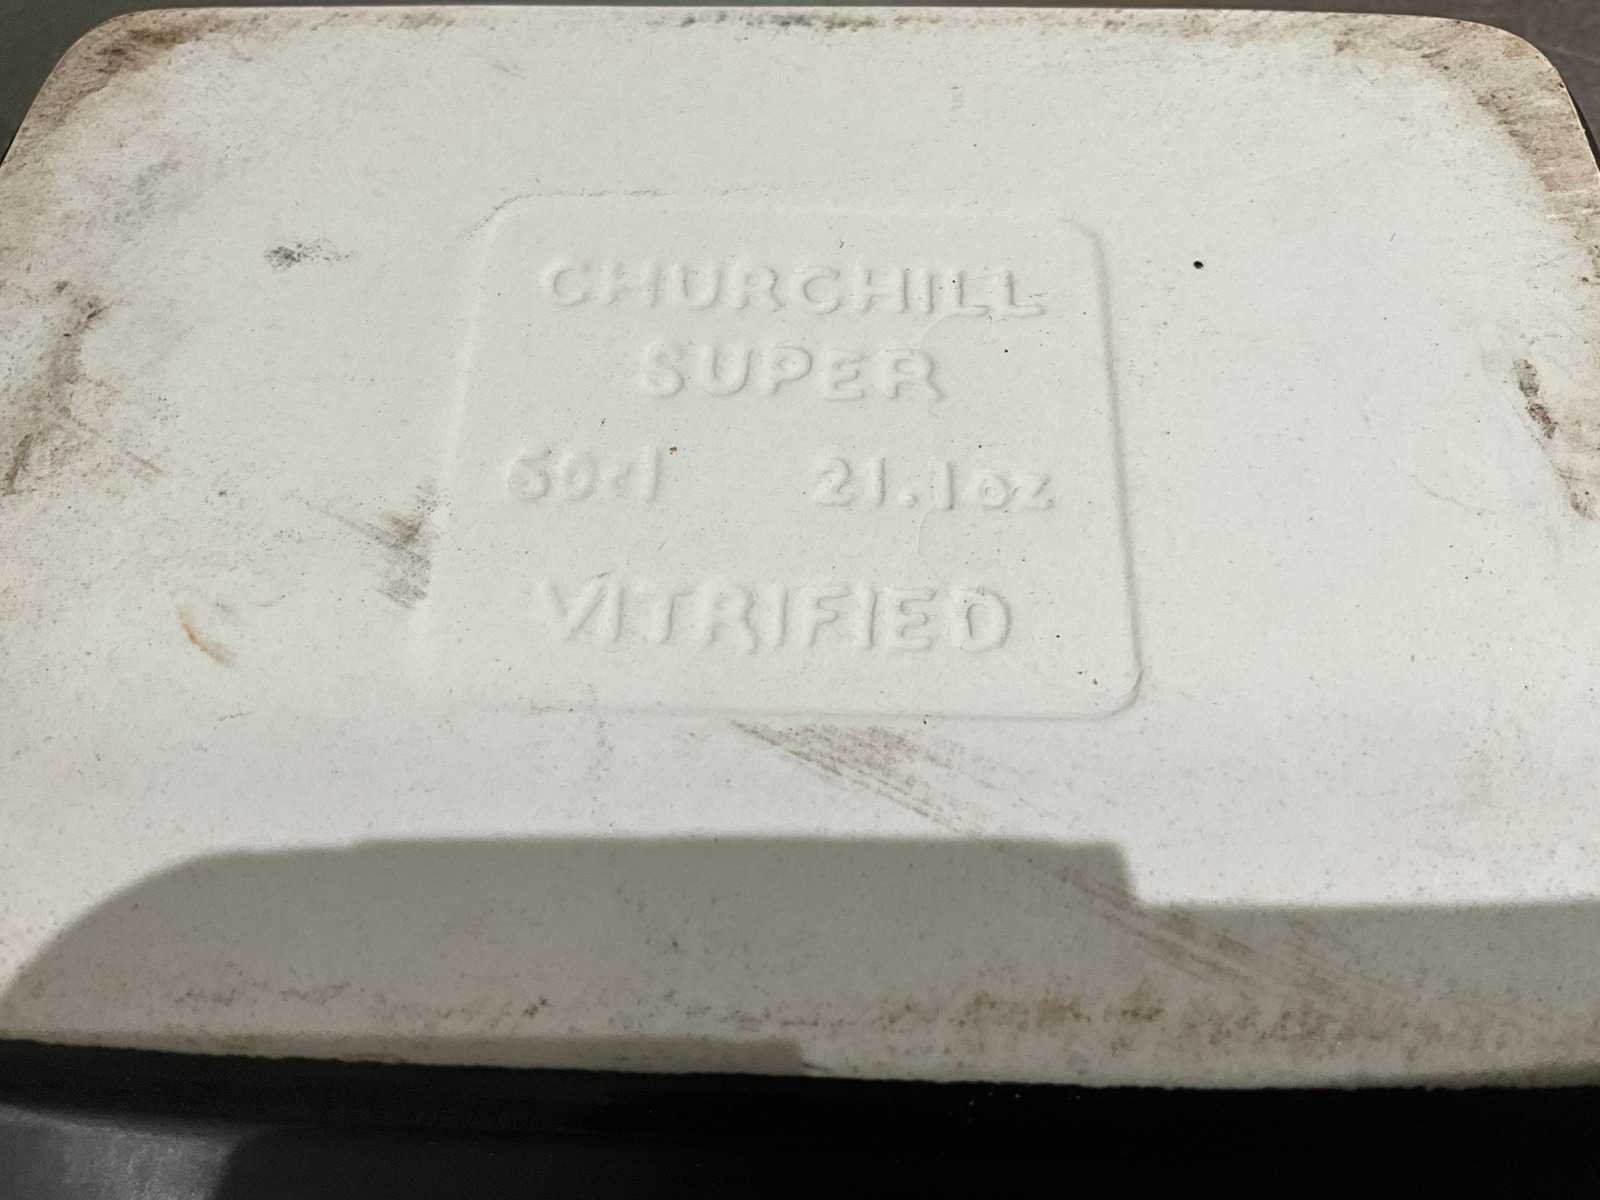 CHURCHILL
SUPER
60cl 21.1oz
VITRIFIED